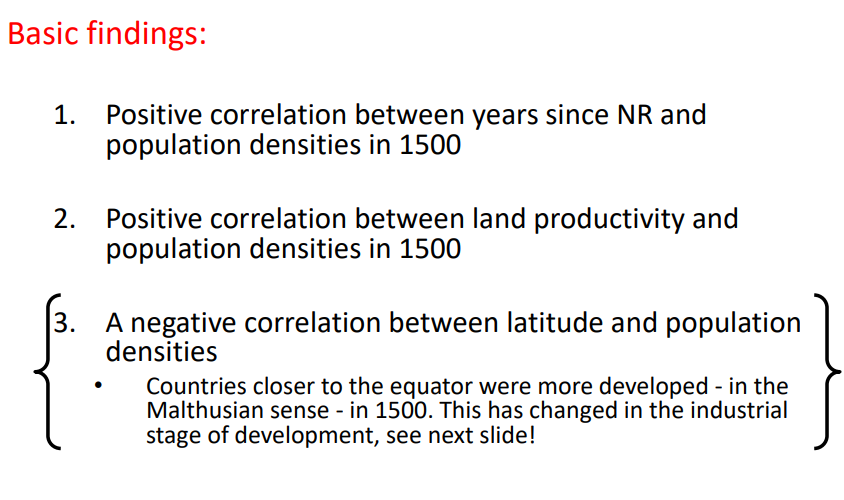 Basic findings:
1. Positive correlation between years since NR and
population densities in 1500
2. Positive correlation between land productivity and
population densities in 1500
3. A negative correlation between latitude and population
densities
• Countries closer to the equator were more developed - in the
Malthusian sense - in 1500. This has changed in the industrial
stage of development, see next slide!